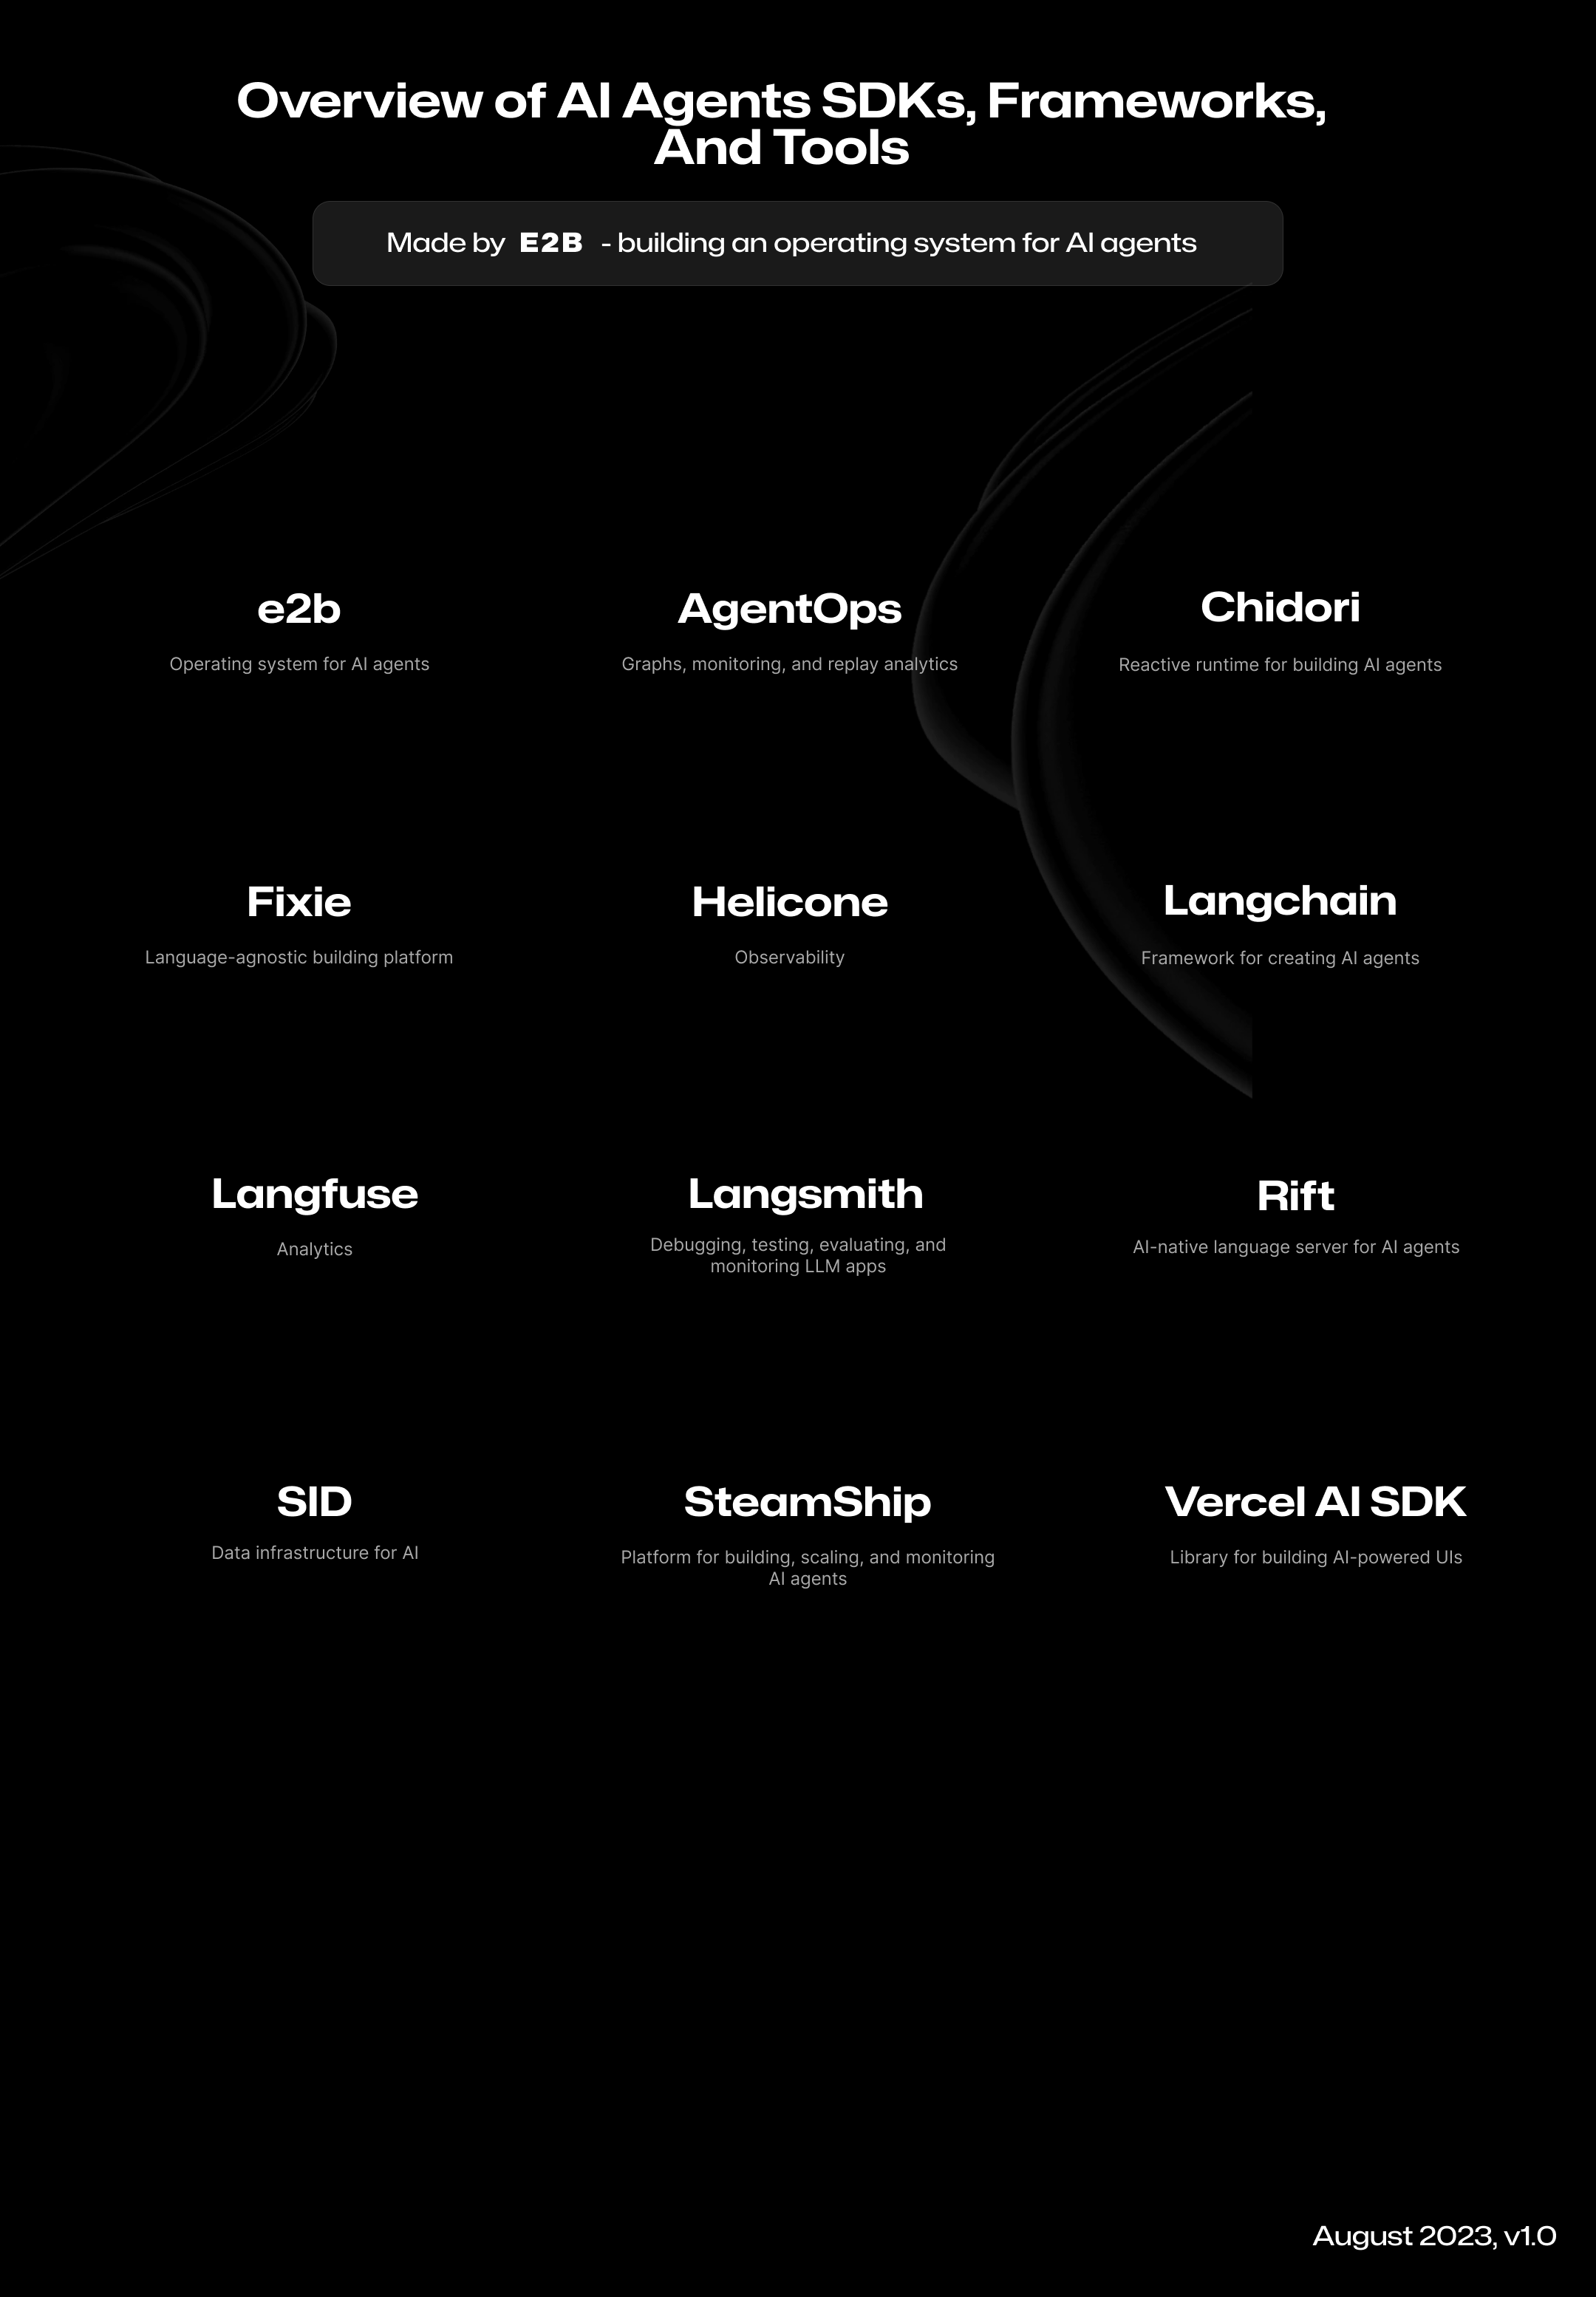 Overview of AI Agents SDKs, Frameworks,
And Tools
Made by E2B - building an operating system for AI agents
e2b
Operating system for AI agents
AgentOps
Graphs, monitoring, and replay analytics
Chidori
Reactive runtime for building AI agents
Fixie
Language-agnostic building platform
Helicone
Observability
Langchain
Framework for creating AI agents
Langfuse
Analytics
Langsmith
Debugging, testing, evaluating, and
monitoring LLM apps
Rift
AI-native language server for AI agents
SID
Data infrastructure for AI
SteamShip
Platform for building, scaling, and monitoring
AI agents
Vercel AI SDK
Library for building AI-powered UIs
August 2023, v1.0